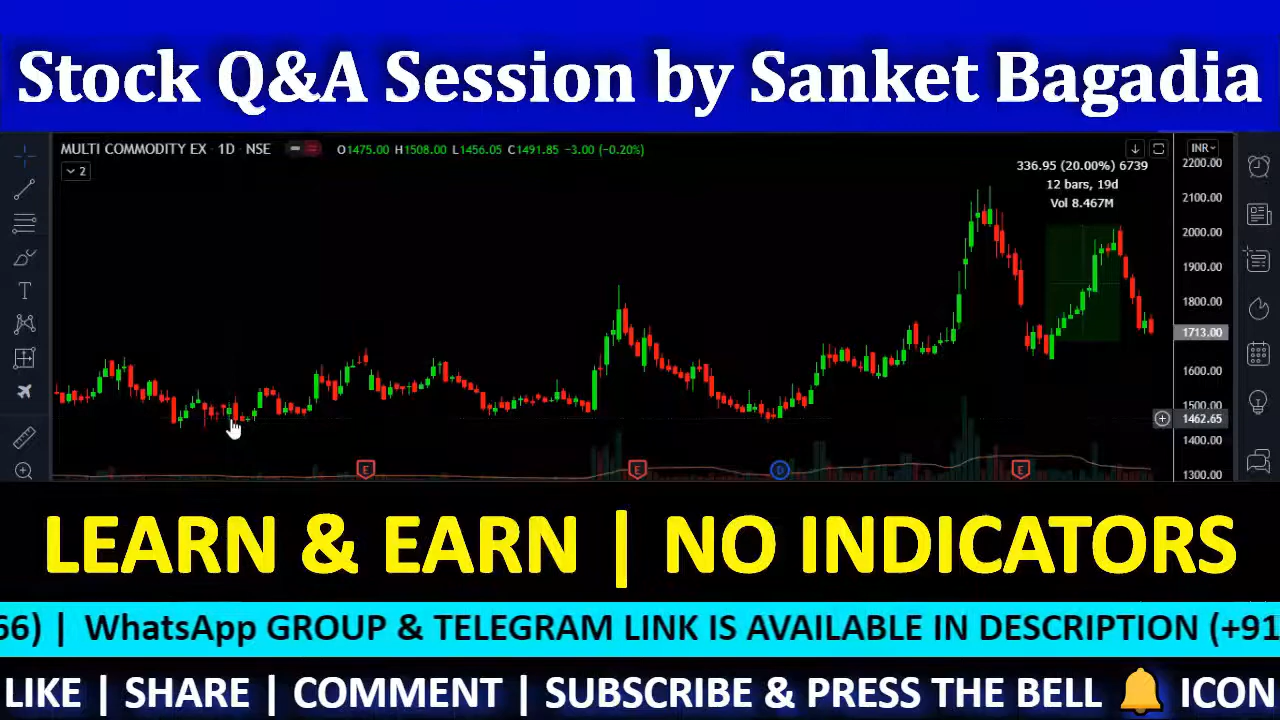 Stock Q&A Session by Sanket Bagadia
MULTI COMMODITY EX · 1D · NSE O1475.00 H1508.00 L1456.05 C1491.85 −3.00 (−0.20%) INR
2
336.95 (20.00%) 6739
12 bars, 19d
Vol 8.467M
2200.00
2100.00
2000.00
1900.00
1800.00
1713.00
1600.00
1500.00
1462.65
1400.00
1300.00
E E D E
LEARN & EARN | NO INDICATORS
66) | WhatsApp GROUP & TELEGRAM LINK IS AVAILABLE IN DESCRIPTION (+91
LIKE | SHARE | COMMENT | SUBSCRIBE & PRESS THE BELL ICON